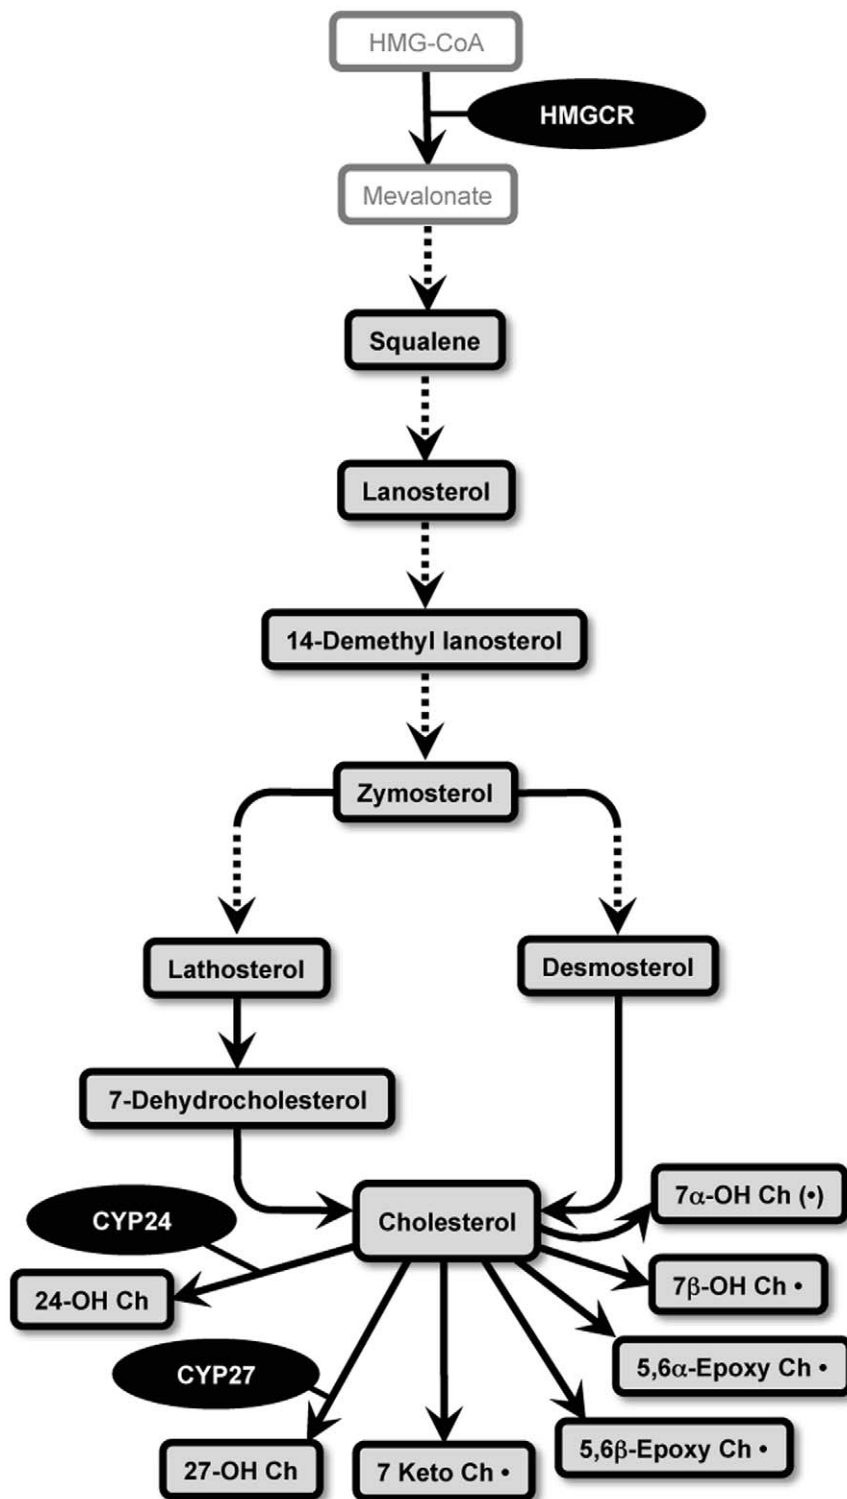 HMG-CoA
HMGCR
Mevalonate
Squalene
Lanosterol
14-Demethyl lanosterol
Zymosterol
Lathosterol
Desmosterol
7-Dehydrocholesterol
7α-OH Ch (•)
CYP24
Cholesterol
24-OH Ch
7β-OH Ch •
5,6α-Epoxy Ch •
CYP27
5,6β-Epoxy Ch •
27-OH Ch
7 Keto Ch •